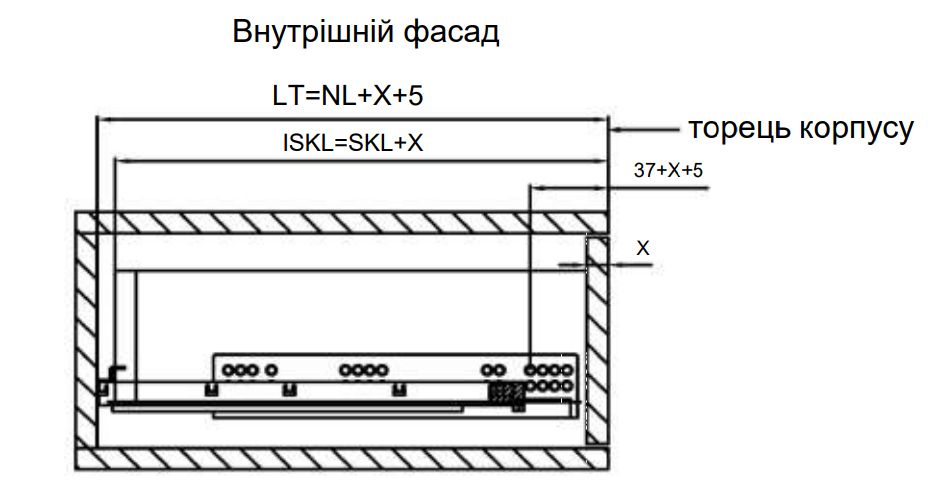 Внутрішній фасад
LT=NL+X+5
торець корпусу
ISKL=SKL+X
37+X+5
X